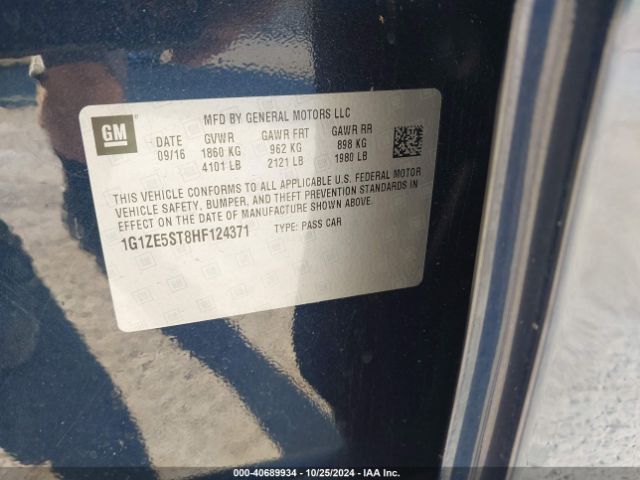 MFD BY GENERAL MOTORS LLC
GM
DATE GVWR GAWR FRT GAWR RR
09/16 1860 KG 962 KG 898 KG
4101 LB 2121 LB 1980 LB
THIS VEHICLE CONFORMS TO ALL APPLICABLE U.S. FEDERAL MOTOR
VEHICLE SAFETY, BUMPER, AND THEFT PREVENTION STANDARDS IN
EFFECT ON THE DATE OF MANUFACTURE SHOWN ABOVE.
1G1ZE5ST8HF124371 TYPE: PASS CAR
000-40689934 - 10/25/2024 - IAA Inc.